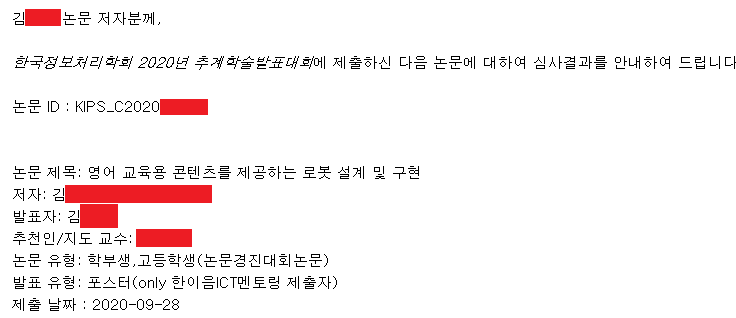 김 논문 저자분께,
한국정보처리학회 2020년 추계학술발표대회에 제출하신 다음 논문에 대하여 심사결과를 안내하여 드립니다
논문 ID : KIPS_C2020
논문 제목: 영어 교육용 콘텐츠를 제공하는 로봇 설계 및 구현
저자: 김
발표자: 김
추천인/지도 교수:
논문 유형: 학부생,고등학생(논문경진대회논문)
발표 유형: 포스터(only 한이음ICT멘토링 제출자)
제출 날짜 : 2020-09-28